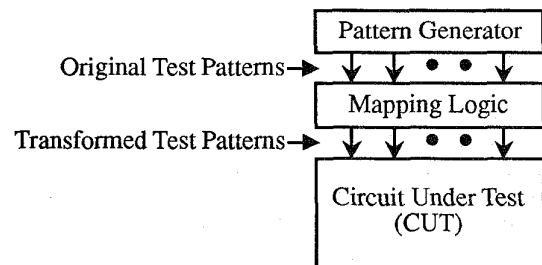 Pattern Generator
Original Test Patterns
Mapping Logic
Transformed Test Patterns
Circuit Under Test
(CUT)